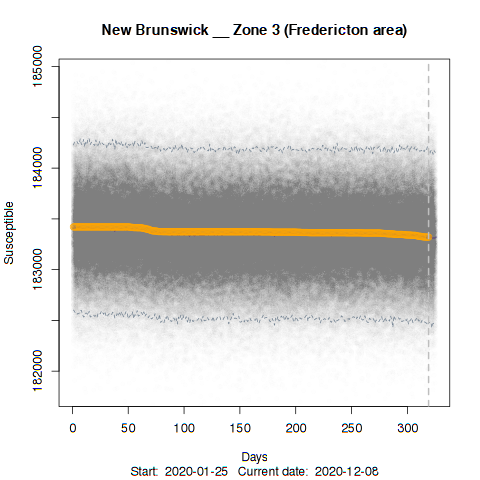 New Brunswick __ Zone 3 (Fredericton area)
185000
184000
183000
182000
Susceptible
0 50 100 150 200 250 300
Days
Start: 2020-01-25 Current date: 2020-12-08